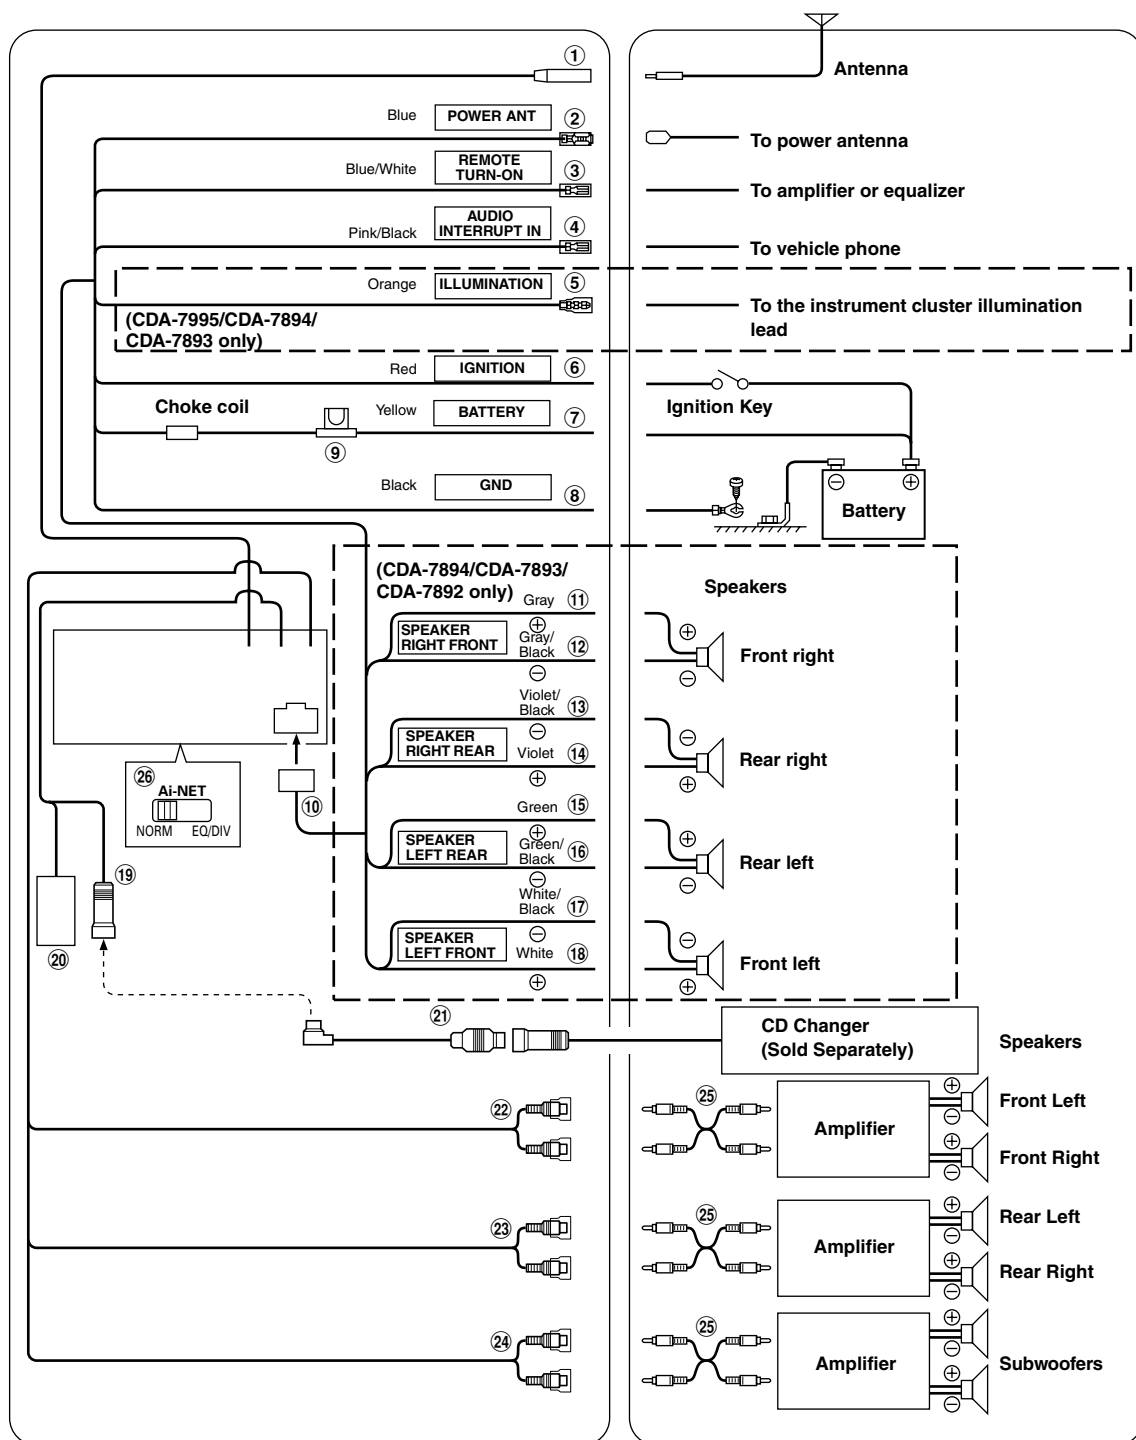 ①
Antenna
Blue POWER ANT ②
To power antenna
Blue/White REMOTE
TURN-ON ③
To amplifier or equalizer
Pink/Black AUDIO
INTERRUPT IN ④
To vehicle phone
Orange ILLUMINATION ⑤
(CDA-7995/CDA-7894/
CDA-7893 only)
To the instrument cluster illumination
lead
Red IGNITION ⑥
Ignition Key
Choke coil
⑨
Yellow BATTERY ⑦
Black GND ⑧
⊖ ⊕
Battery
(CDA-7894/CDA-7893/
CDA-7892 only)
Speakers
SPEAKER
RIGHT FRONT
Gray ⑪
⊕
Gray/
Black ⑫
⊖
⊕
⊖
Front right
SPEAKER
RIGHT REAR
Violet/
Black ⑬
⊖
Violet ⑭
⊕
⊖
⊕
Rear right
SPEAKER
LEFT REAR
Green ⑮
⊕
Green/
Black ⑯
⊖
⊕
⊖
Rear left
SPEAKER
LEFT FRONT
White/
Black ⑰
⊖
White ⑱
⊕
⊖
⊕
Front left
㉖
Ai-NET
NORM EQ/DIV
⑩
⑲
⑳
㉑
CD Changer
(Sold Separately)
Speakers
㉒
㉕
Amplifier
⊕
⊖
Front Left
⊕
⊖
Front Right
㉓
㉕
Amplifier
⊕
⊖
Rear Left
⊕
⊖
Rear Right
㉔
㉕
Amplifier
⊕
⊖
⊕
⊖
Subwoofers